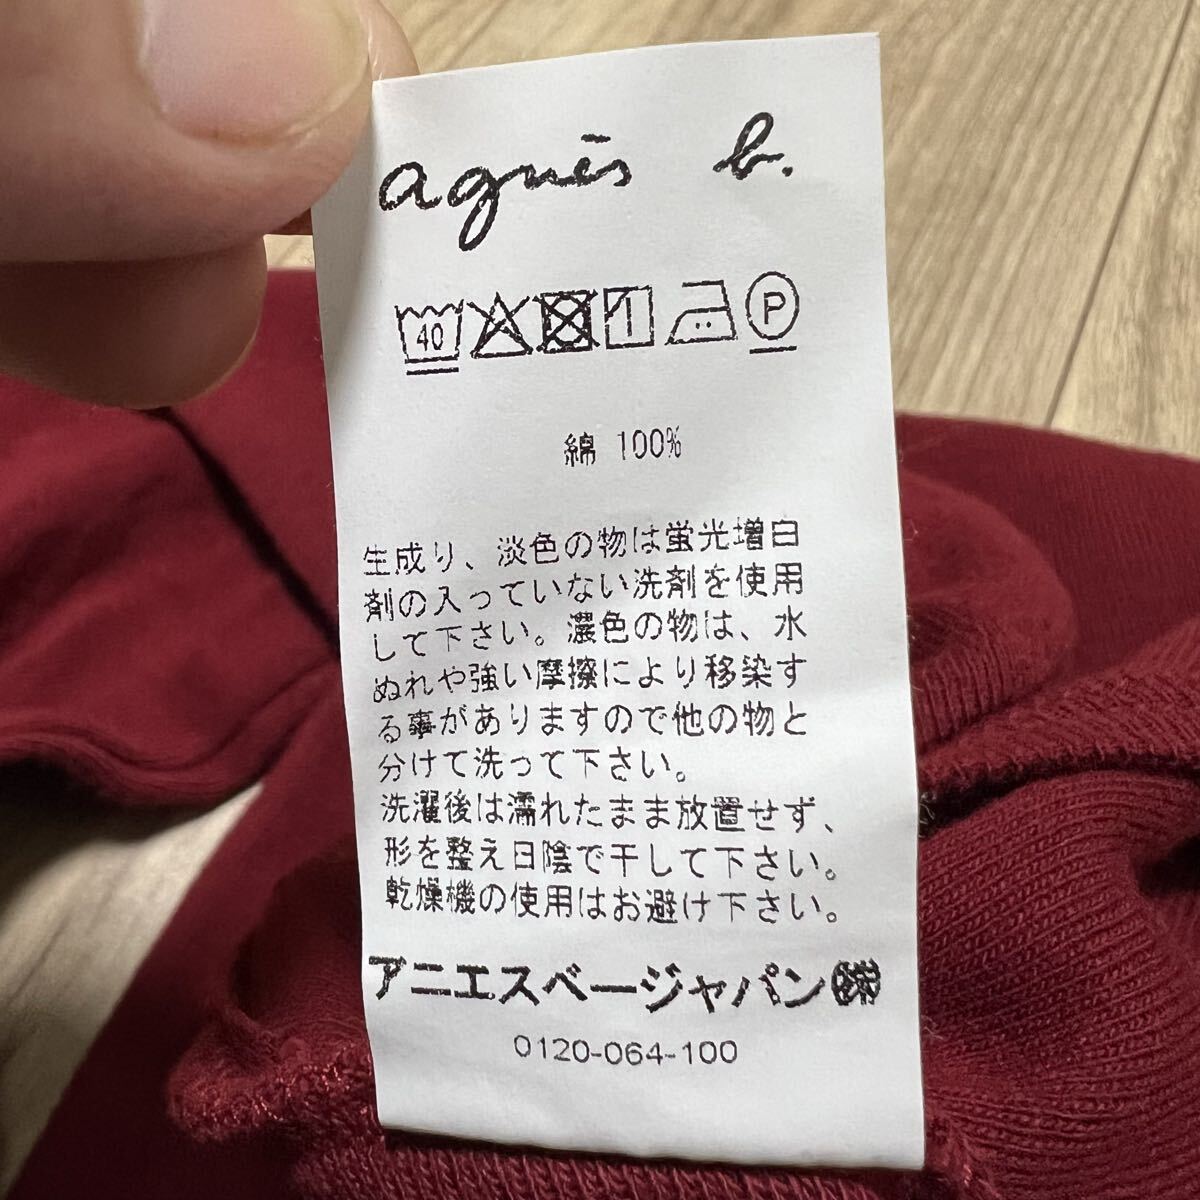 agnès b.
40 P
綿 100%
生成り、淡色の物は蛍光増白
剤の入っていない洗剤を使用
して下さい。濃色の物は、水
ぬれや強い摩擦により移染す
る事がありますので他の物と
分けて洗って下さい。
洗濯後は濡れたまま放置せず、
形を整え日陰で干して下さい。
乾燥機の使用はお避け下さい。
アニエスベージャパン㈱
0120-064-100